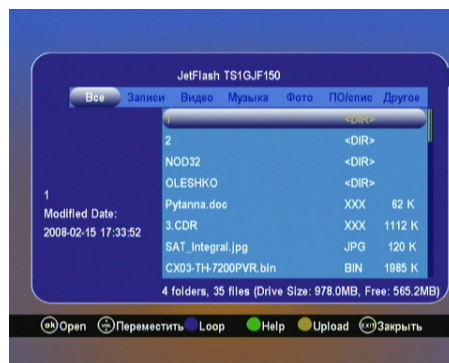 JetFlash TS1GJF150
Все Записи Видео Музыка Фото ПО/спис Другое
1 <DIR>
2 <DIR>
NOD32 <DIR>
OLESHKO <DIR>
Pytanna.doc XXX 62 K
3.CDR XXX 1112 K
SAT_Integral.jpg JPG 120 K
CX03-TH-7200PVR.bin BIN 1985 K
1
Modified Date:
2008-02-15 17:33:52
4 folders, 35 files (Drive Size: 978.0MB, Free: 565.2MB)
ok Open Переместить Loop Help Upload EXIT Закрыть